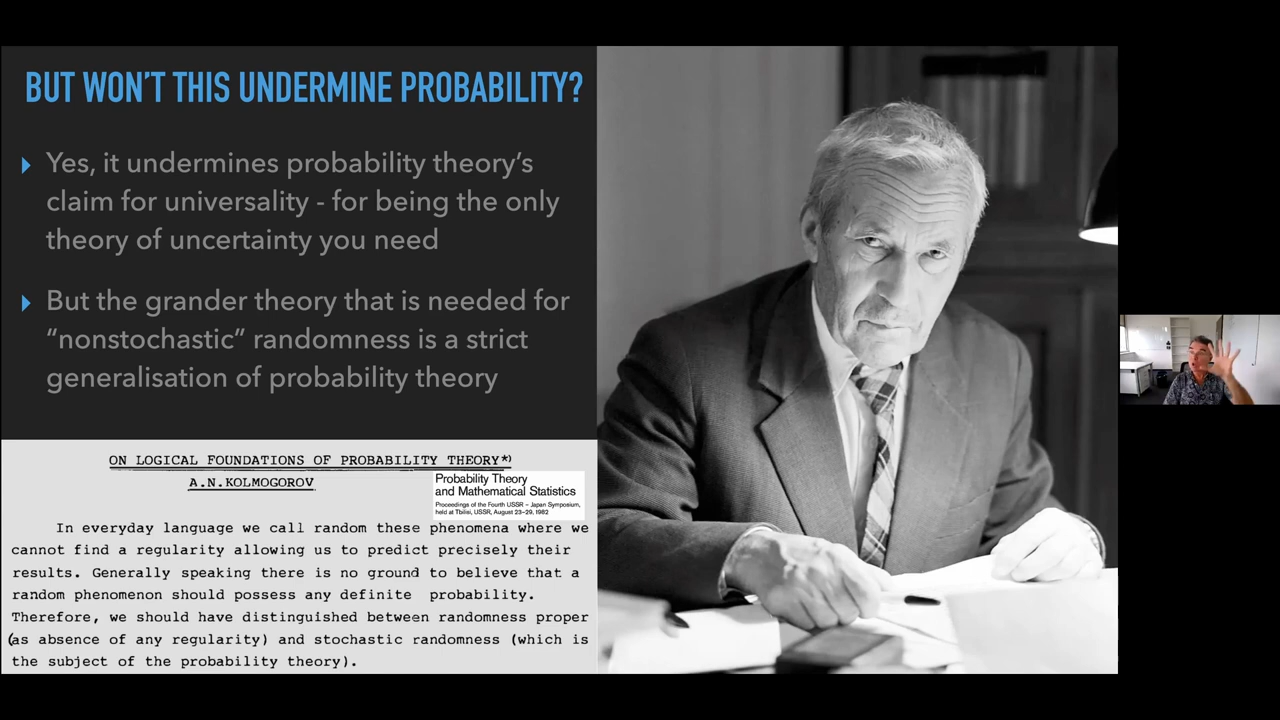 BUT WON'T THIS UNDERMINE PROBABILITY?
Yes, it undermines probability theory's
claim for universality - for being the only
theory of uncertainty you need
But the grander theory that is needed for
“nonstochastic” randomness is a strict
generalisation of probability theory
ON LOGICAL FOUNDATIONS OF PROBABILITY THEORY*)
A.N.KOLMOGOROV
Probability Theory
and Mathematical Statistics
Proceedings of the Fourth USSR – Japan Symposium,
held at Tbilisi, USSR, August 23–29, 1982
In everyday language we call random these phenomena where we
cannot find a regularity allowing us to predict precisely their
results. Generally speaking there is no ground to believe that a
random phenomenon should possess any definite probability.
Therefore, we should have distinguished between randomness proper
(as absence of any regularity) and stochastic randomness (which is
the subject of the probability theory).